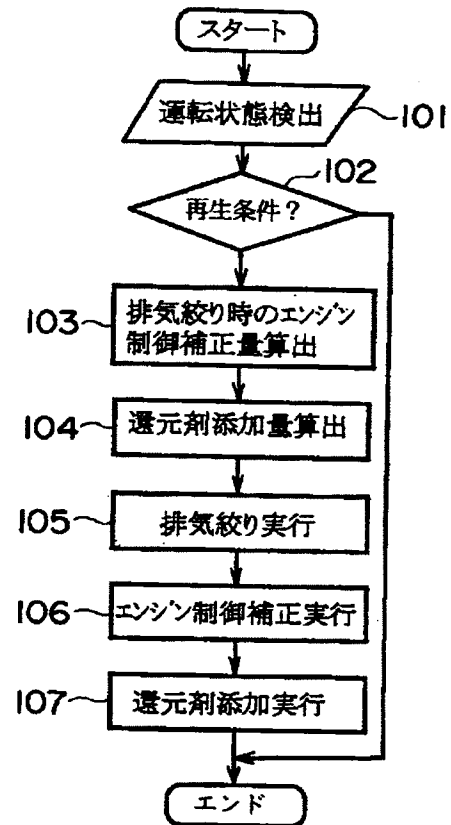 スタート
運転状態検出
101
102
再生条件？
103
排気絞り時のエンジン
制御補正量算出
104
還元剤添加量算出
105
排気絞り実行
106
エンジン制御補正実行
107
還元剤添加実行
エンド